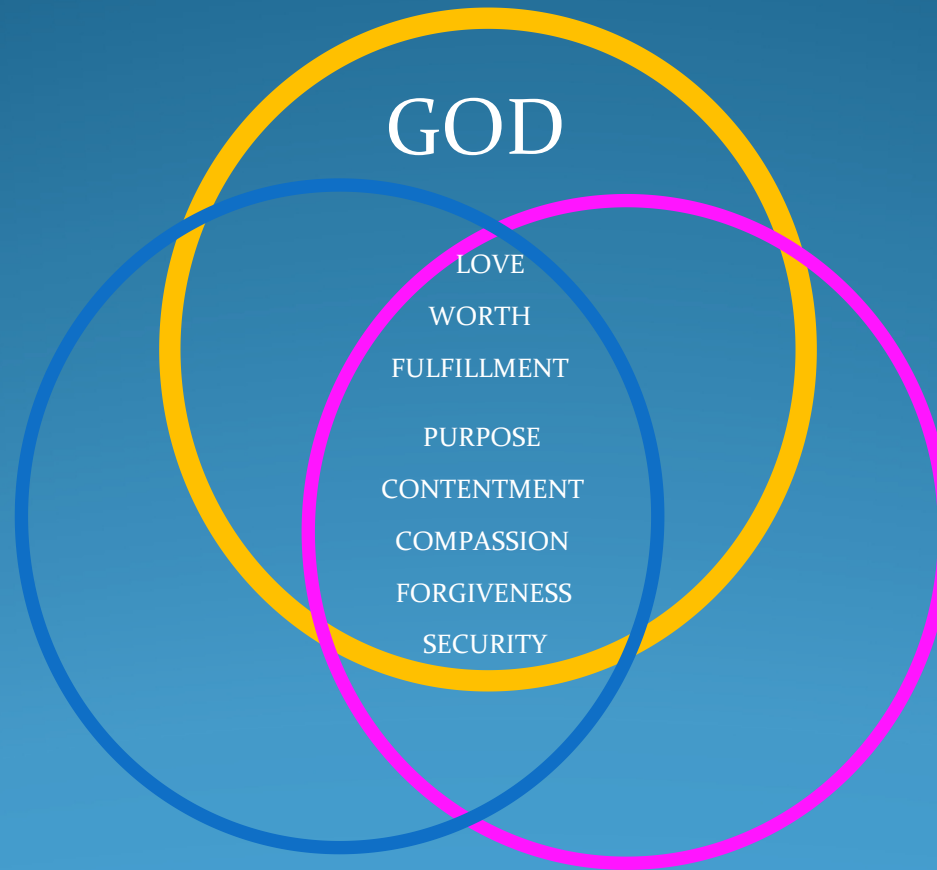 GOD
LOVE
WORTH
FULFILLMENT
PURPOSE
CONTENTMENT
COMPASSION
FORGIVENESS
SECURITY